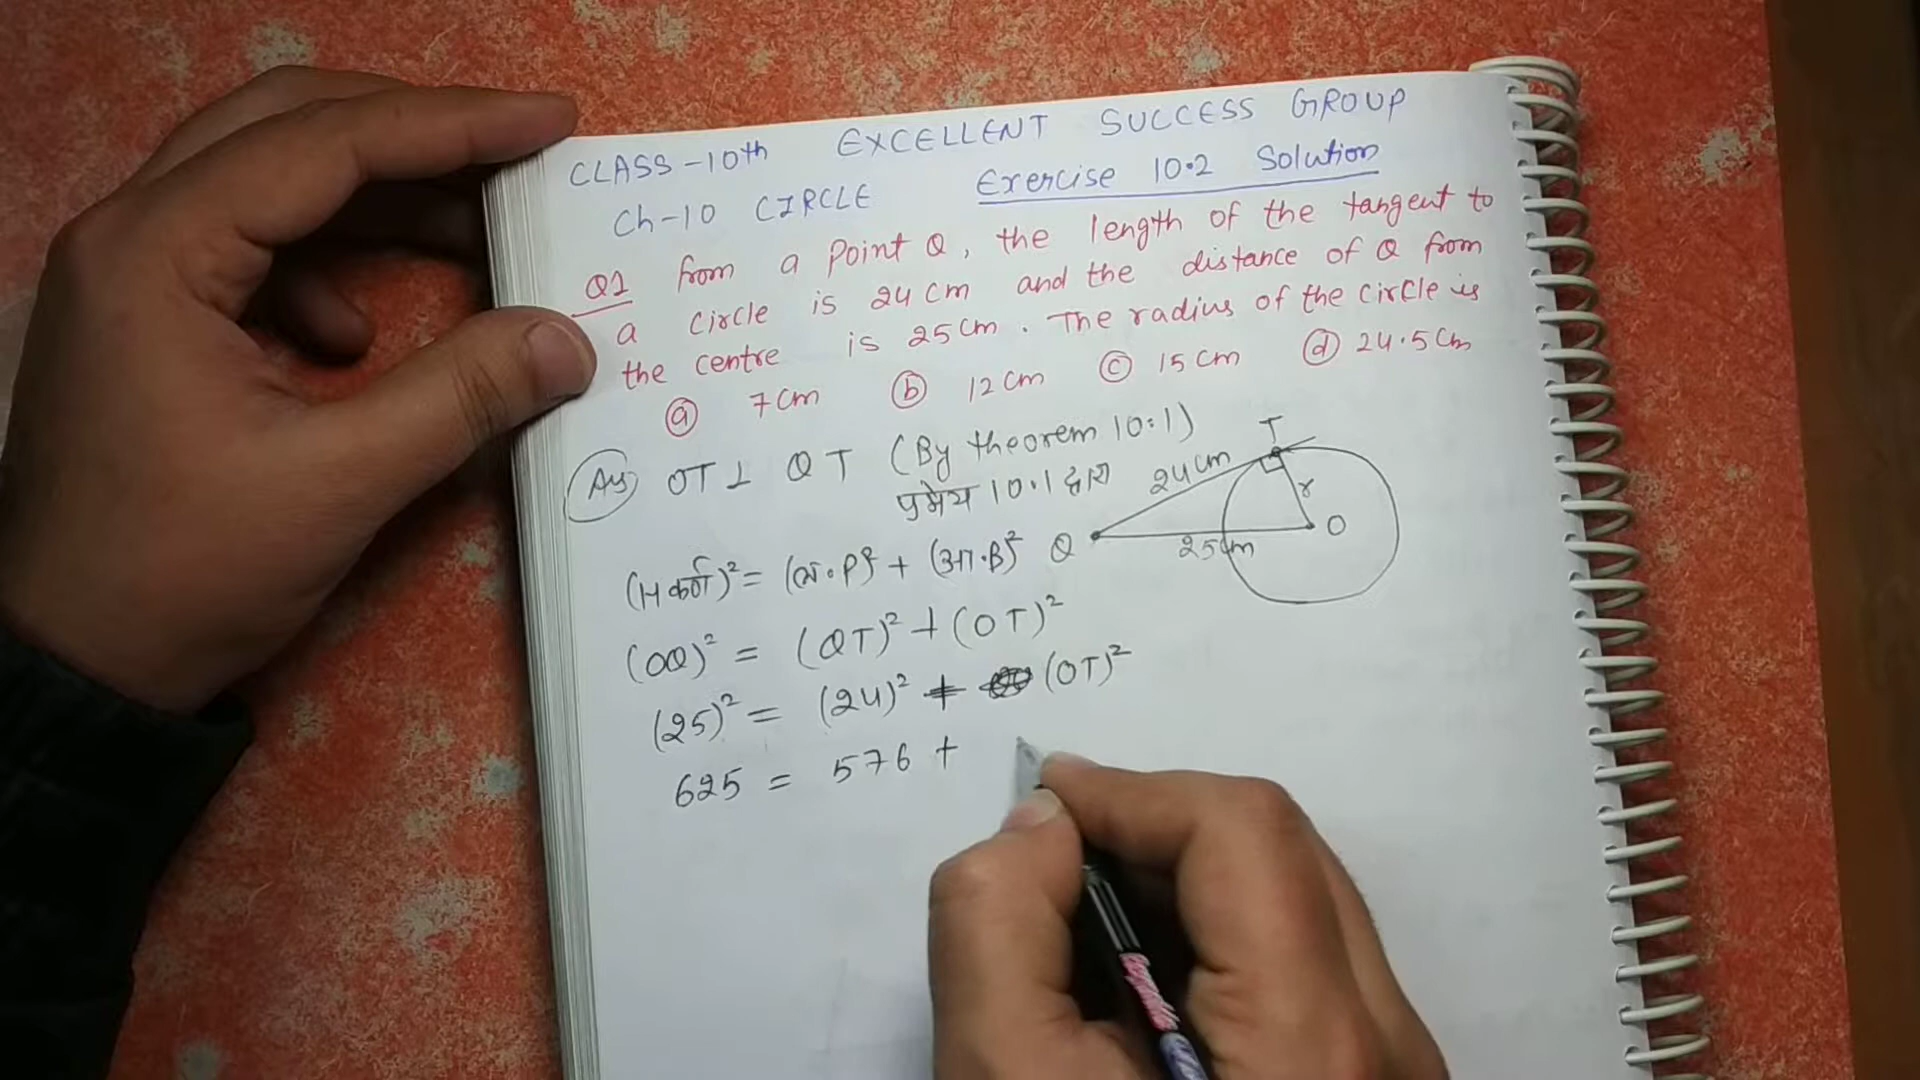 CLASS-10th EXCELLENT SUCCESS GROUP
Ch-10 CIRCLE Exercise 10.2 Solution
Q1 from a Point Q, the length of the tangent to
a circle is 24 cm and the distance of Q from
the centre is 25 cm. The radius of the circle is
ⓐ 7 cm ⓑ 12 cm ⓒ 15 cm ⓓ 24.5 cm
Ans OT ⊥ QT (By theorem 10:1)
प्रमेय 10.1 द्वारा
(कर्ण)² = (ल.P)² + (आ.B)²
(OQ)² = (QT)² + (OT)²
(25)² = (24)² + (OT)²
625 = 576 +
T
24 cm
r
Q
O
25 cm